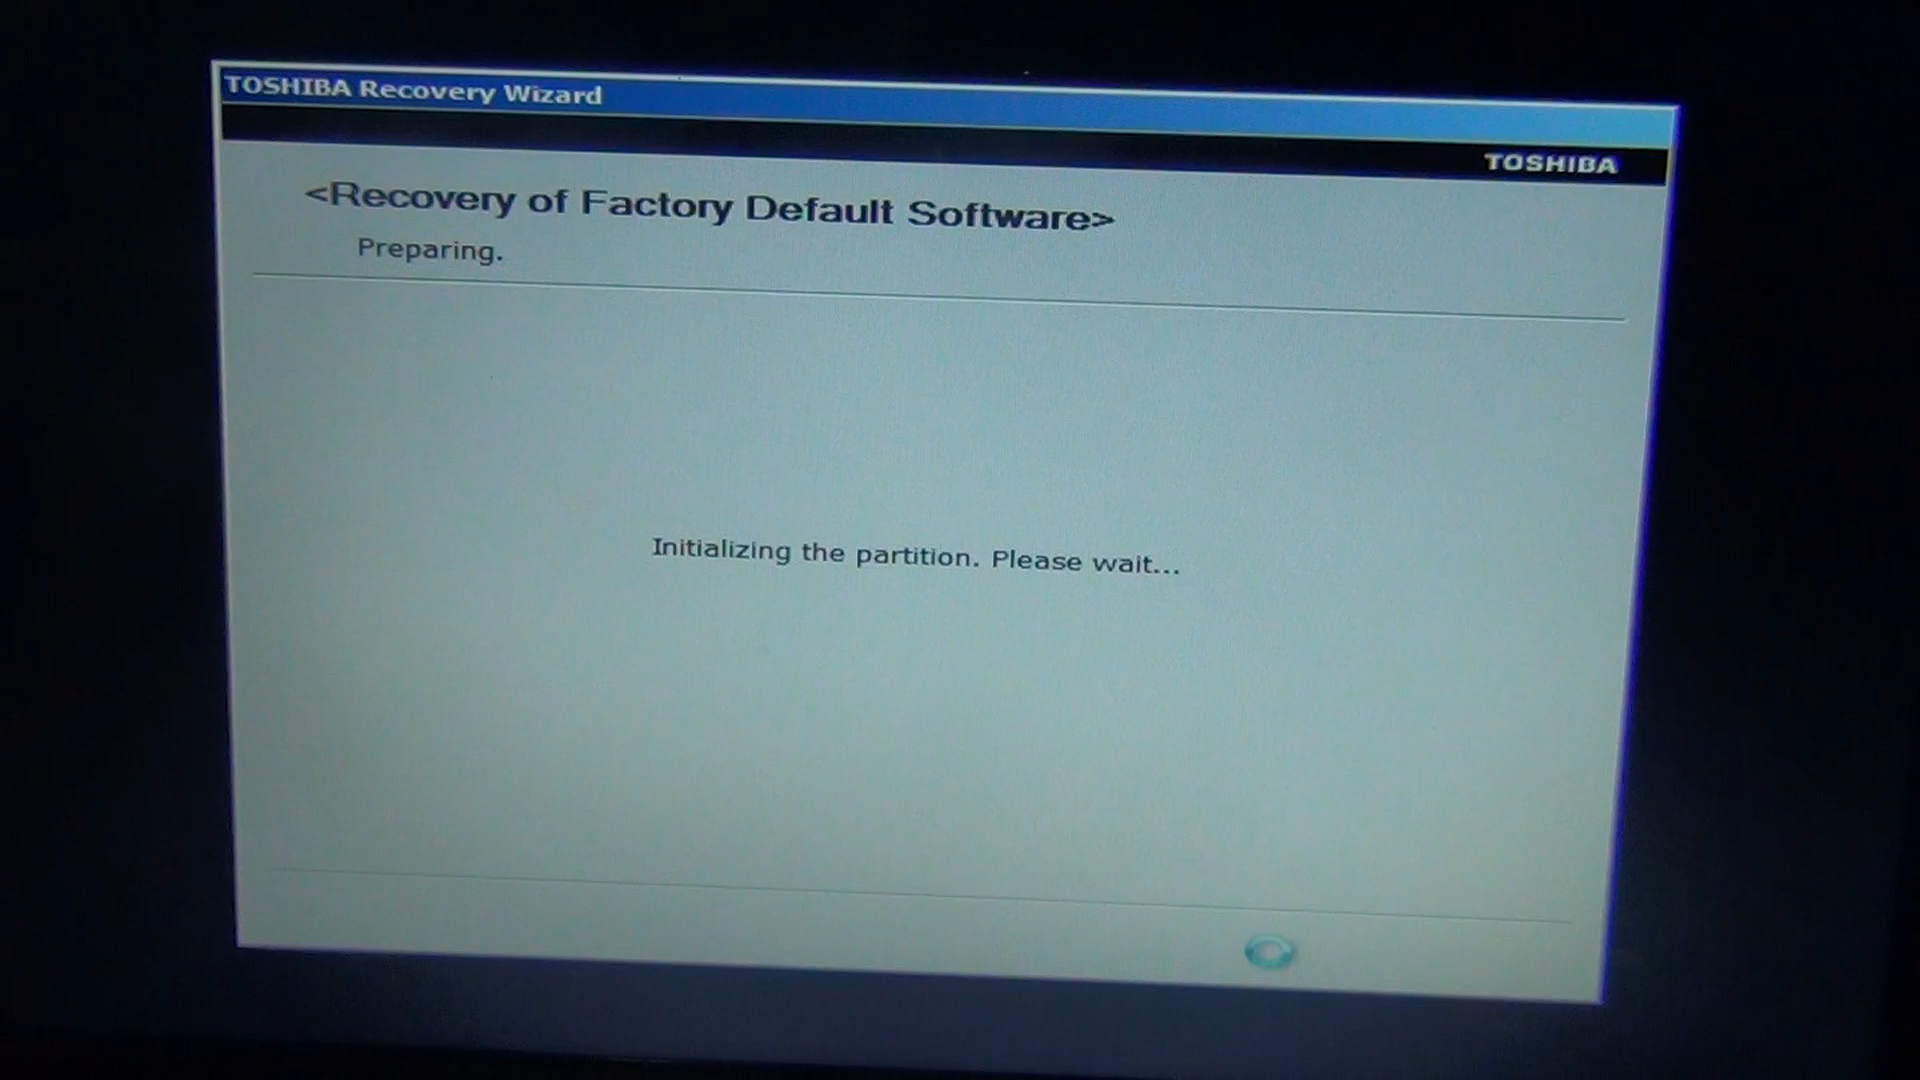 TOSHIBA Recovery Wizard
TOSHIBA
<Recovery of Factory Default Software>
Preparing.
Initializing the partition. Please wait...